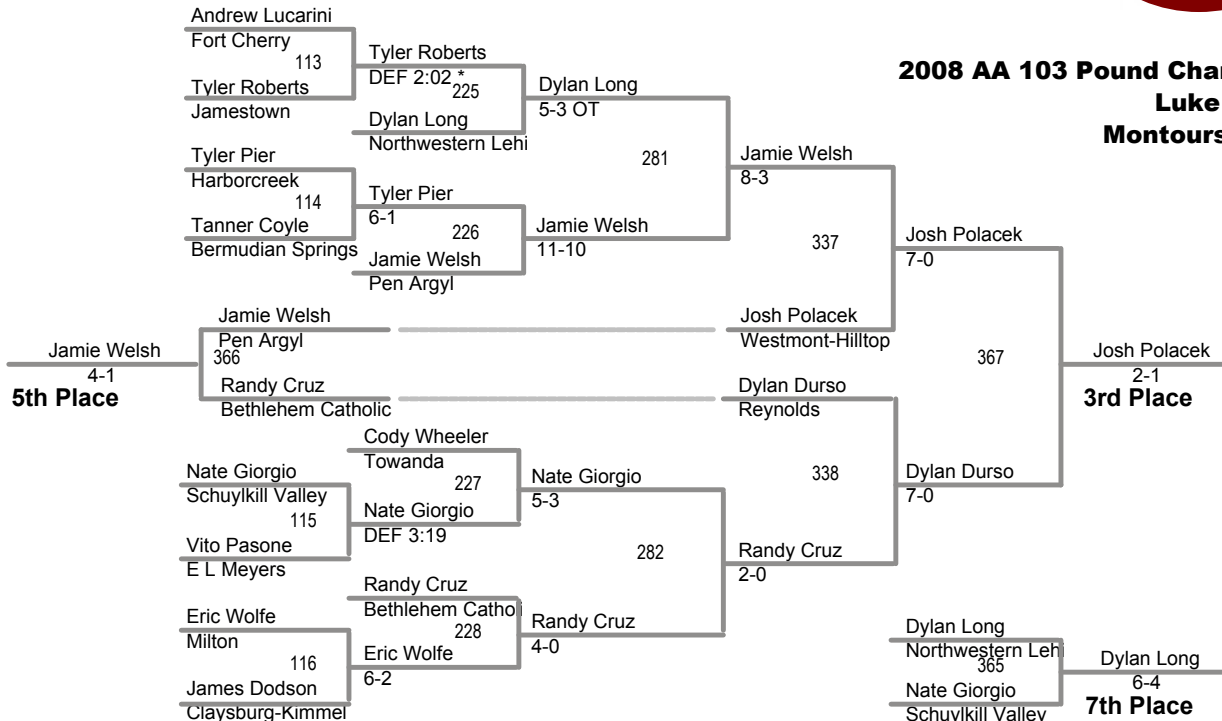 Andrew Lucarini
Fort Cherry
113
Tyler Roberts
Jamestown
Tyler Roberts
DEF 2:02 *
225
Dylan Long
Northwestern Lehi
Dylan Long
5-3 OT
2008 AA 103 Pound Char
Luke
Montours
Tyler Pier
Harborcreek
114
Tanner Coyle
Bermudian Springs
Tyler Pier
6-1
226
Jamie Welsh
Pen Argyl
Jamie Welsh
11-10
281
Jamie Welsh
8-3
337
Josh Polacek
Westmont-Hilltop
Josh Polacek
7-0
Jamie Welsh
Pen Argyl
366
Randy Cruz
Bethlehem Catholic
Jamie Welsh
4-1
5th Place
367
Josh Polacek
2-1
3rd Place
Dylan Durso
Reynolds
338
Dylan Durso
7-0
Cody Wheeler
Towanda
227
Nate Giorgio
Schuylkill Valley
115
Vito Pasone
E L Meyers
Nate Giorgio
DEF 3:19
Nate Giorgio
5-3
282
Randy Cruz
2-0
Randy Cruz
Bethlehem Catholi
228
Eric Wolfe
Milton
116
James Dodson
Claysburg-Kimmel
Eric Wolfe
6-2
Randy Cruz
4-0
Dylan Long
Northwestern Lehi
365
Nate Giorgio
Schuylkill Valley
Dylan Long
6-4
7th Place